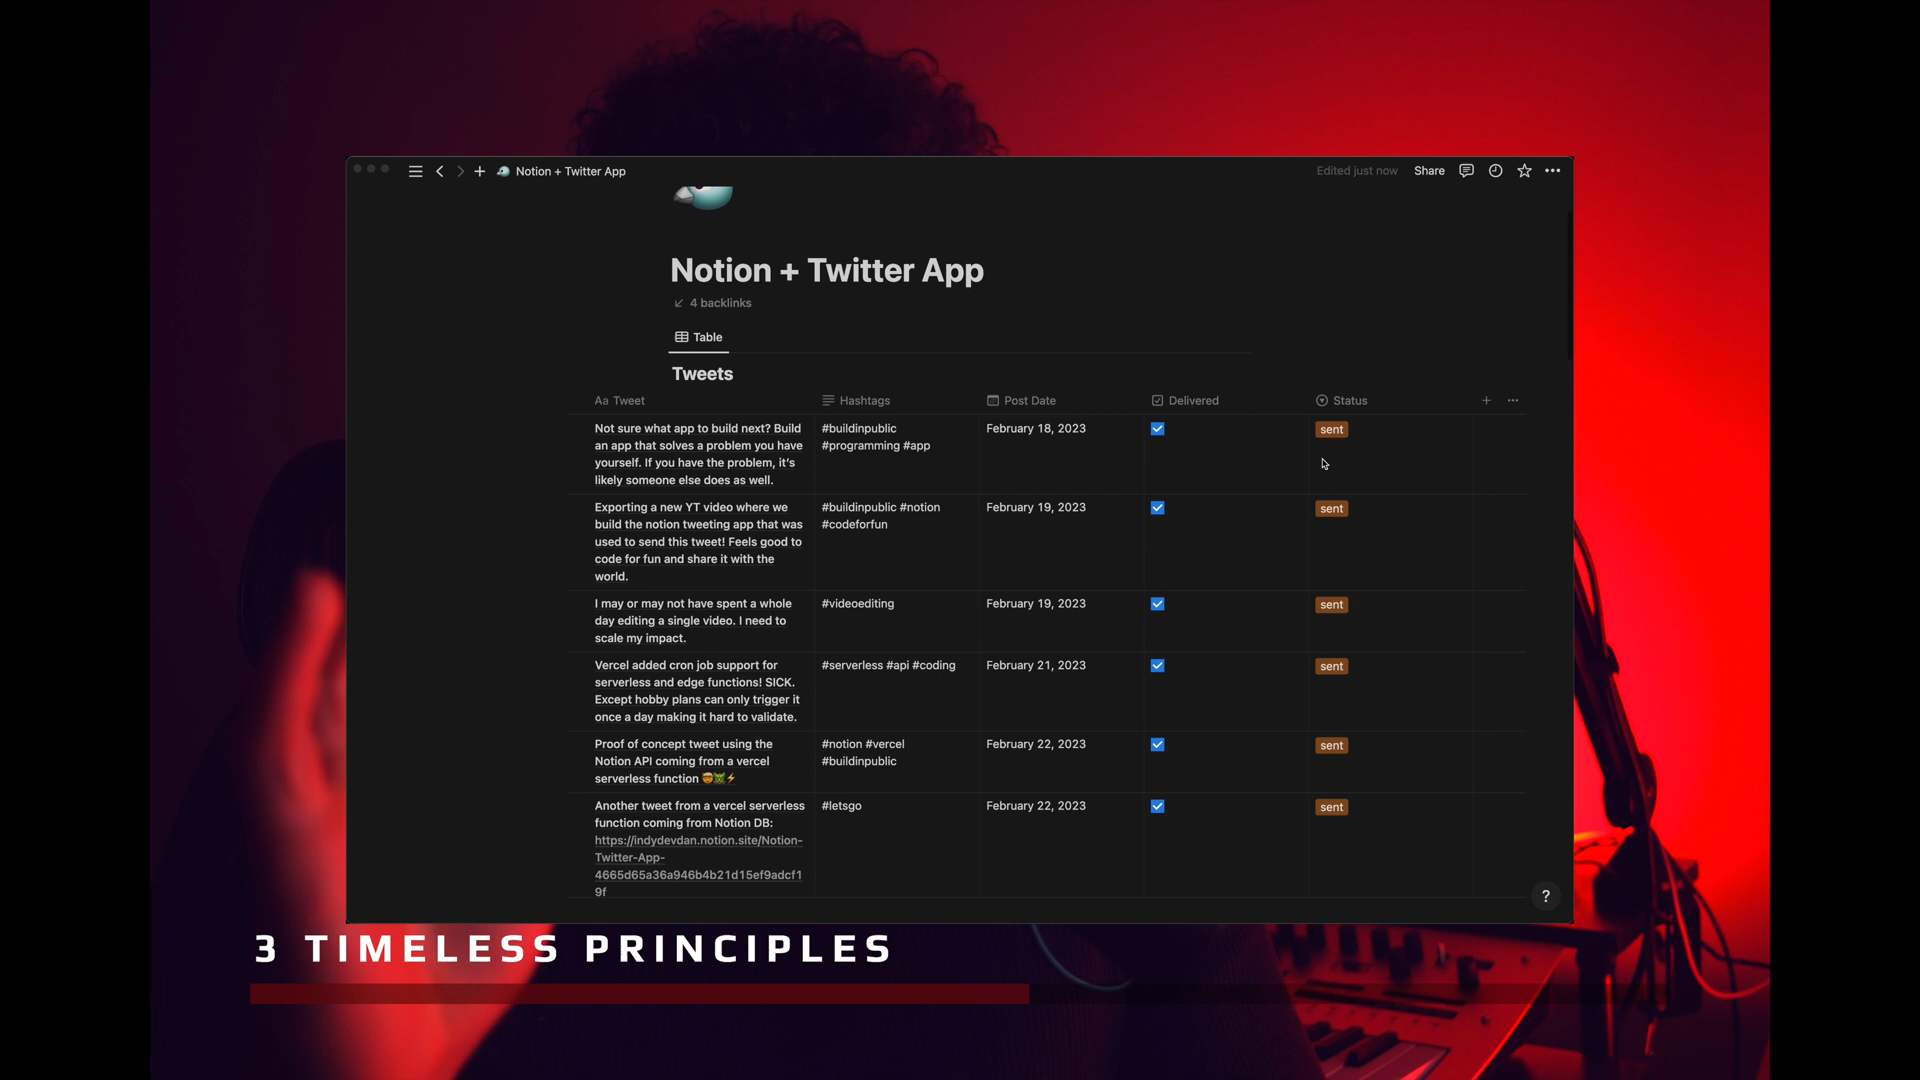 Notion + Twitter App
Edited just now
Share
Notion + Twitter App
4 backlinks
Table
Tweets
Aa Tweet
Hashtags
Post Date
Delivered
Status
Not sure what app to build next? Build
an app that solves a problem you have
yourself. If you have the problem, it's
likely someone else does as well.
#buildinpublic
#programming #app
February 18, 2023
sent
Exporting a new YT video where we
build the notion tweeting app that was
used to send this tweet! Feels good to
code for fun and share it with the
world.
#buildinpublic #notion
#codeforfun
February 19, 2023
sent
I may or may not have spent a whole
day editing a single video. I need to
scale my impact.
#videoediting
February 19, 2023
sent
Vercel added cron job support for
serverless and edge functions! SICK.
Except hobby plans can only trigger it
once a day making it hard to validate.
#serverless #api #coding
February 21, 2023
sent
Proof of concept tweet using the
Notion API coming from a vercel
serverless function 🤯👾⚡
#notion #vercel
#buildinpublic
February 22, 2023
sent
Another tweet from a vercel serverless
function coming from Notion DB:
https://indydevdan.notion.site/Notion-
Twitter-App-
4665d65a36a946b4b21d15ef9adcf1
9f
#letsgo
February 22, 2023
sent
?
3 TIMELESS PRINCIPLES